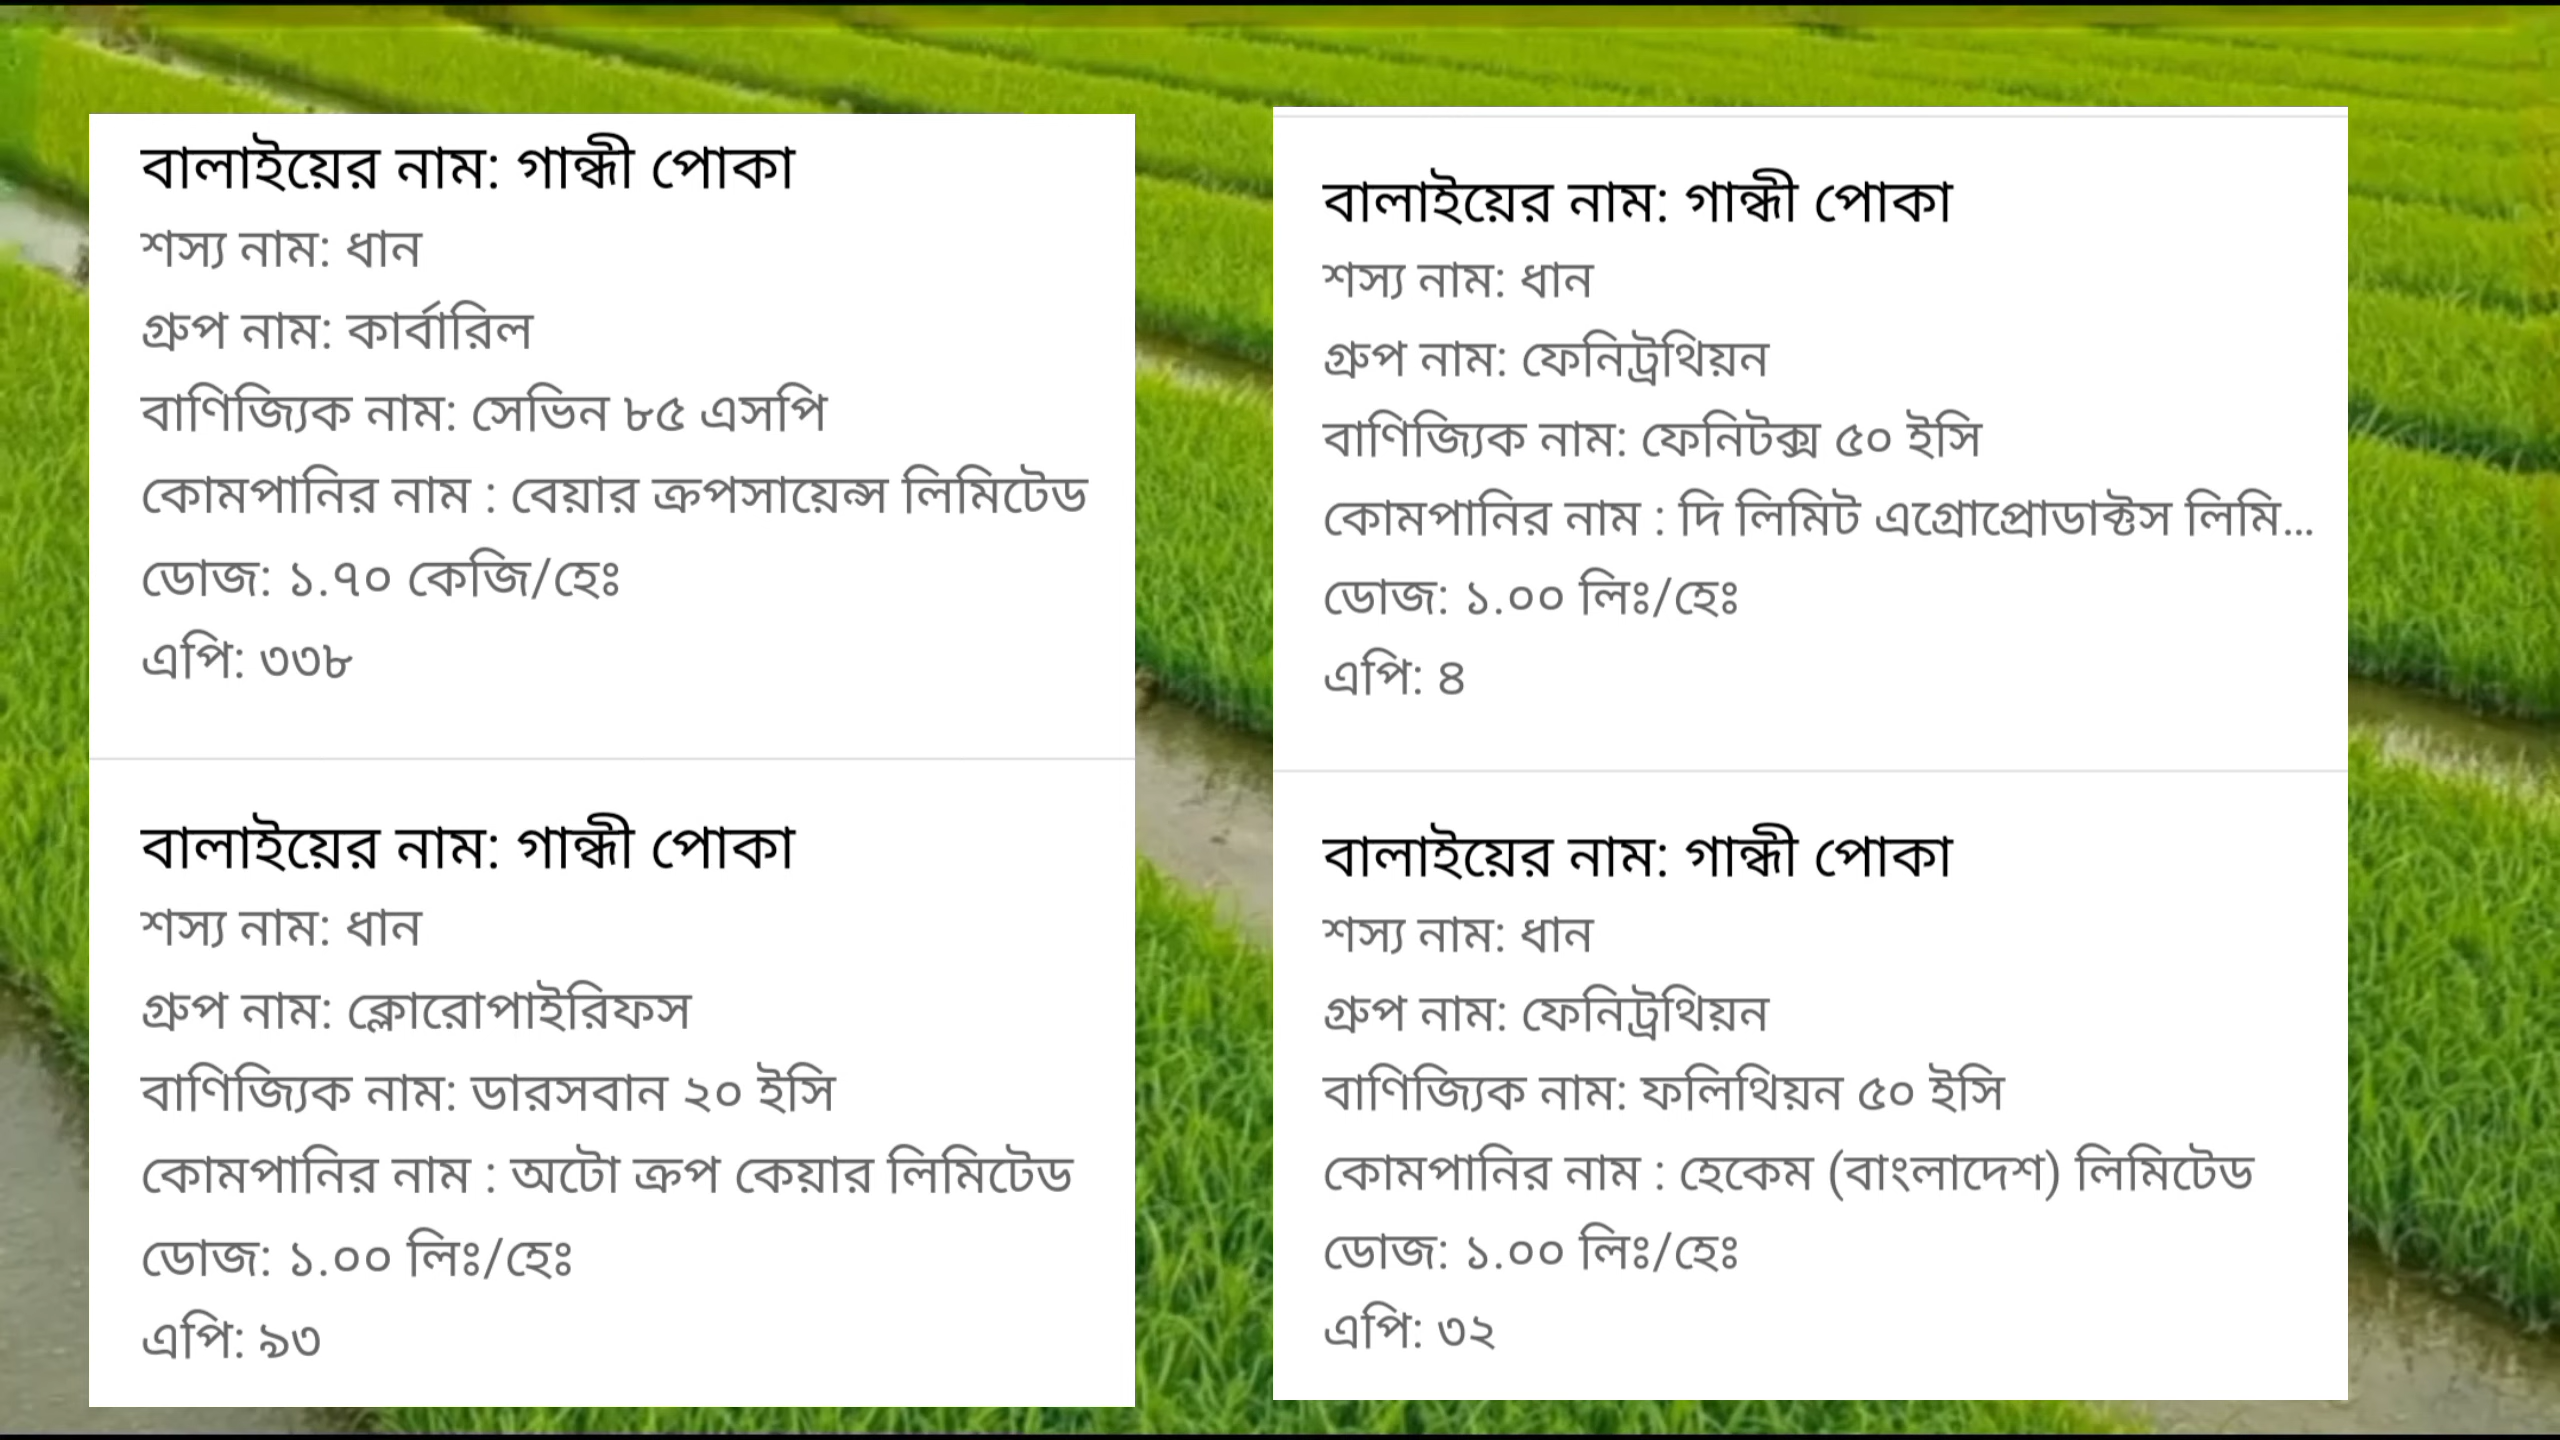 বালাইয়ের নাম: গান্ধী পোকা
শস্য নাম: ধান
গ্রুপ নাম: কার্বারিল
বাণিজ্যিক নাম: সেভিন ৮৫ এসপি
কোমপানির নাম : বেয়ার ক্রপসায়েন্স লিমিটেড
ডোজ: ১.৭০ কেজি/হেঃ
এপি: ৩৩৮
বালাইয়ের নাম: গান্ধী পোকা
শস্য নাম: ধান
গ্রুপ নাম: ক্লোরোপাইরিফস
বাণিজ্যিক নাম: ডারসবান ২০ ইসি
কোমপানির নাম : অটো ক্রপ কেয়ার লিমিটেড
ডোজ: ১.০০ লিঃ/হেঃ
এপি: ৯৩
বালাইয়ের নাম: গান্ধী পোকা
শস্য নাম: ধান
গ্রুপ নাম: ফেনিট্রথিয়ন
বাণিজ্যিক নাম: ফেনিটক্স ৫০ ইসি
কোমপানির নাম : দি লিমিট এগ্রোপ্রোডাক্টস লিমি...
ডোজ: ১.০০ লিঃ/হেঃ
এপি: ৪
বালাইয়ের নাম: গান্ধী পোকা
শস্য নাম: ধান
গ্রুপ নাম: ফেনিট্রথিয়ন
বাণিজ্যিক নাম: ফলিথিয়ন ৫০ ইসি
কোমপানির নাম : হেকেম (বাংলাদেশ) লিমিটেড
ডোজ: ১.০০ লিঃ/হেঃ
এপি: ৩২